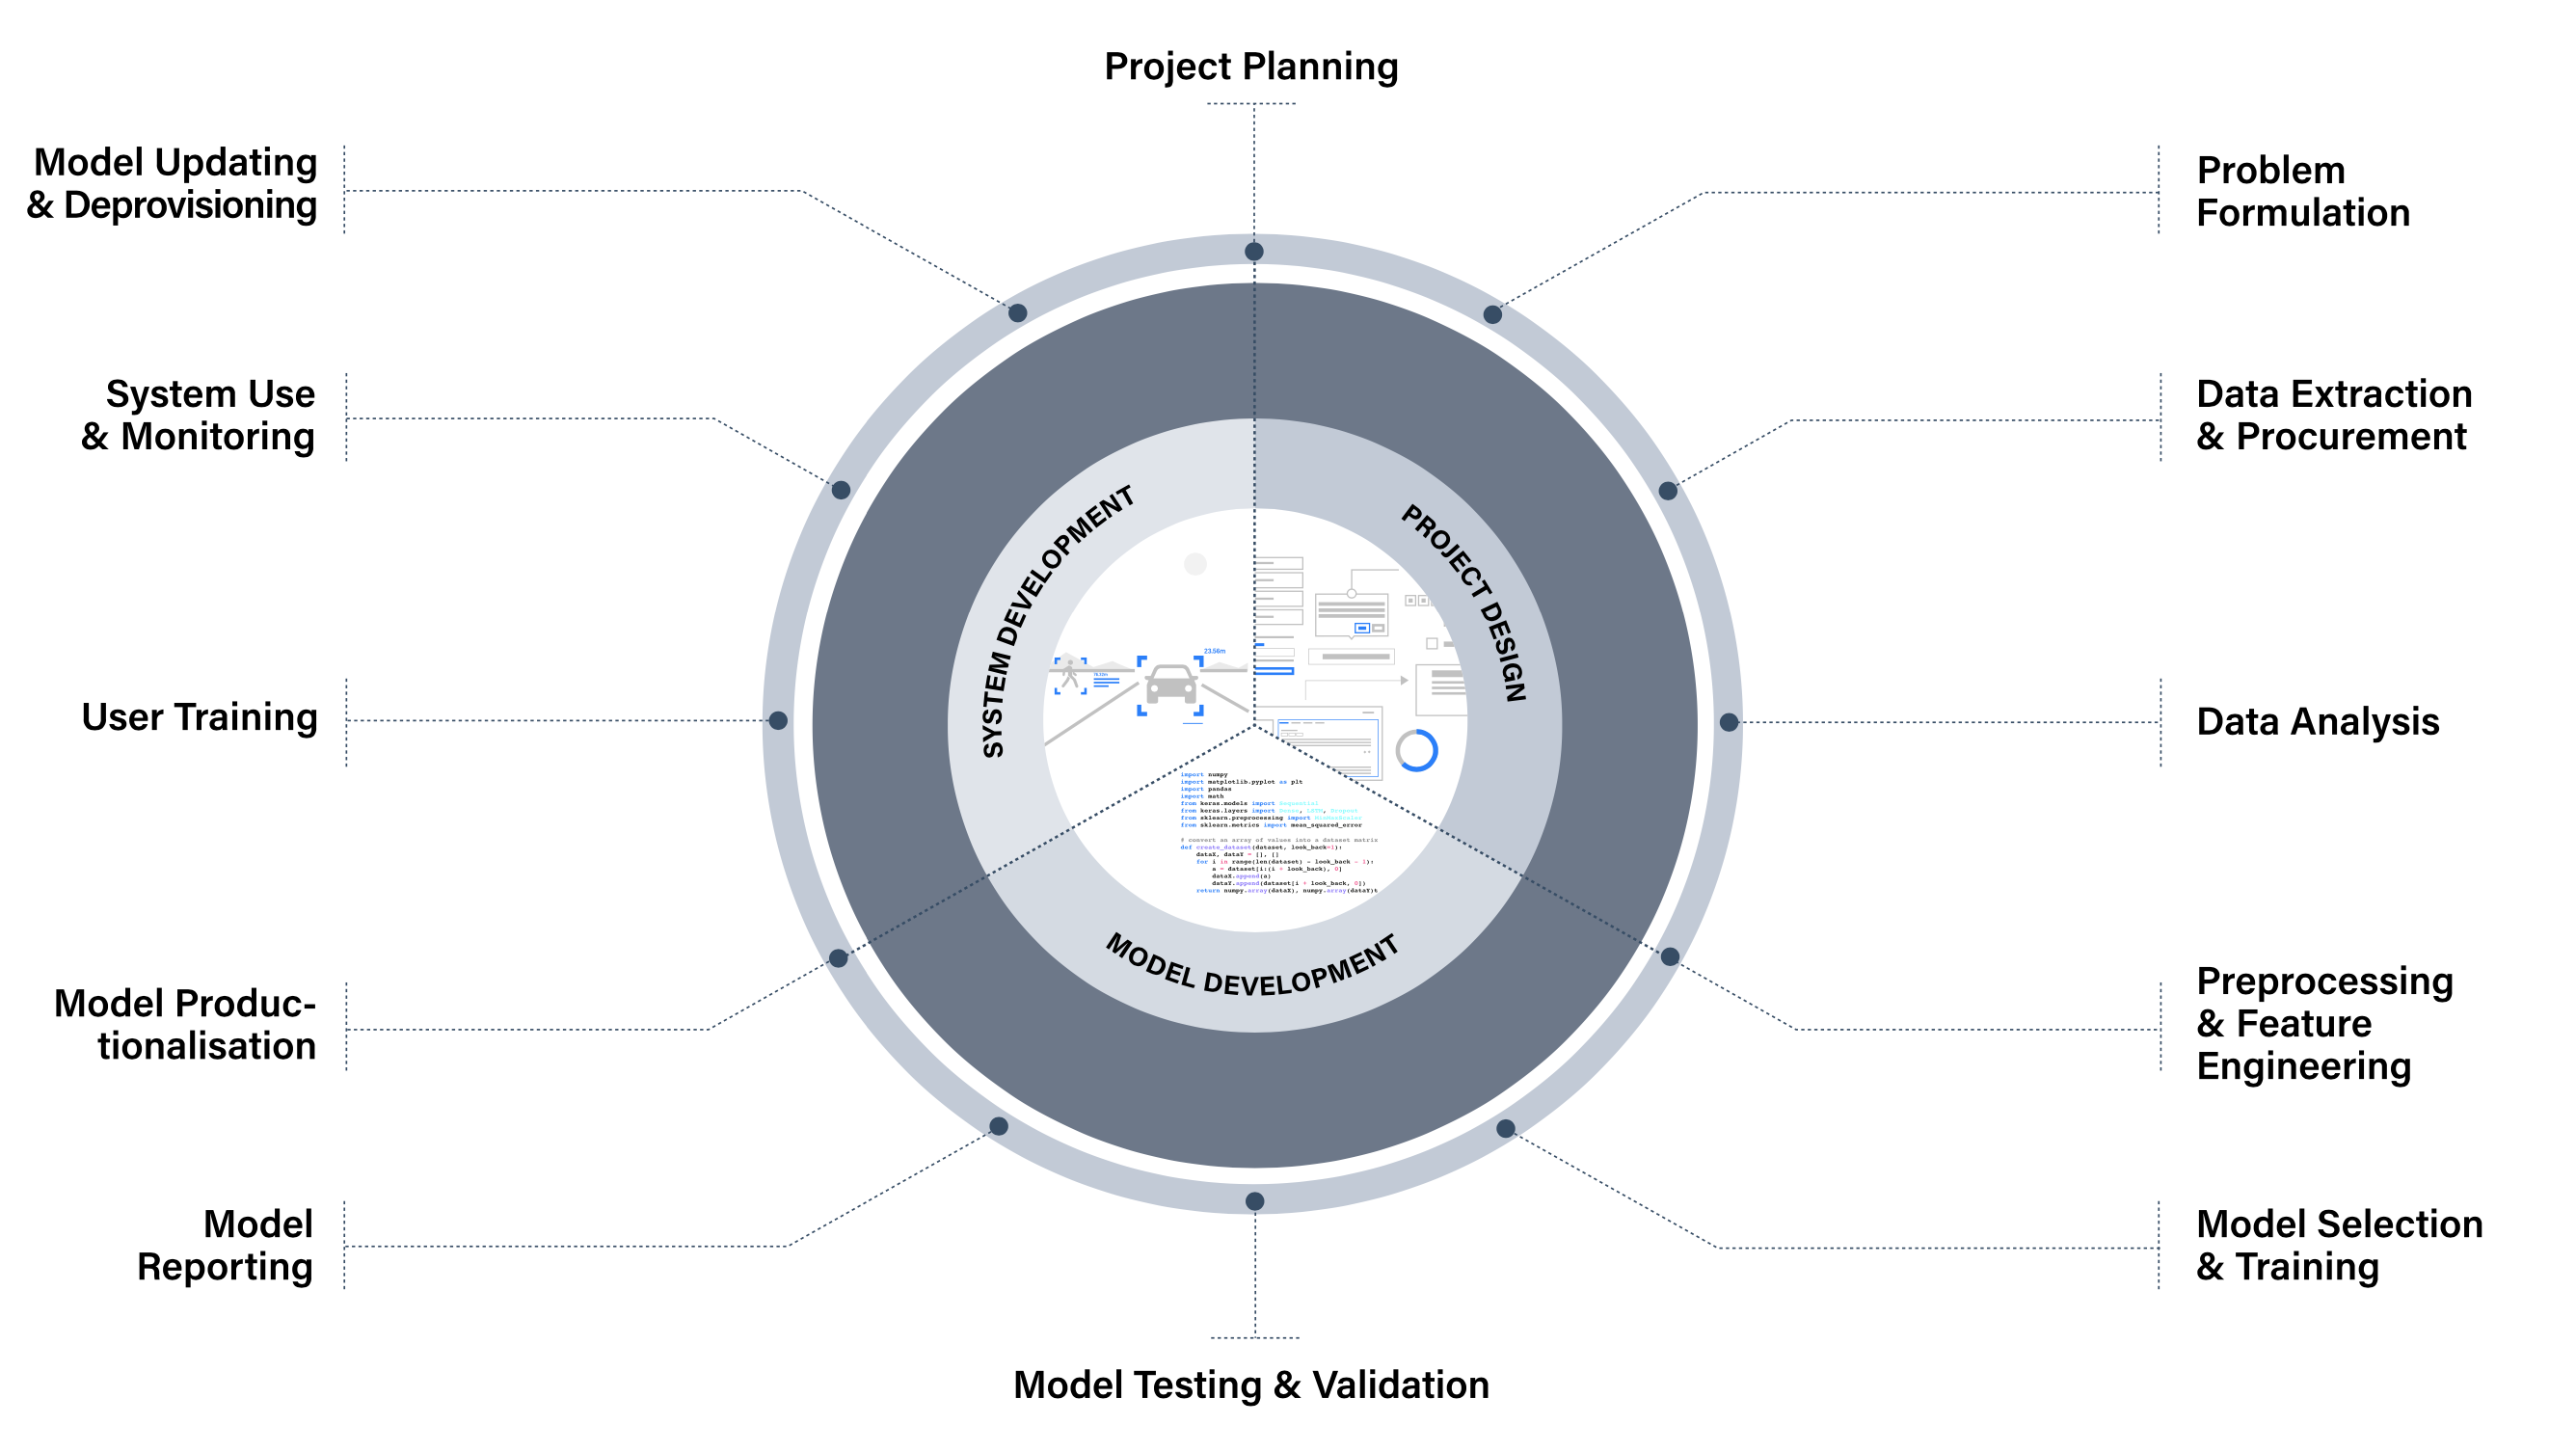 Project Planning
Model Updating
& Deprovisioning
Problem
Formulation
System Use
& Monitoring
Data Extraction
& Procurement
User Training
Data Analysis
Model Produc-
tionalisation
Preprocessing
& Feature
Engineering
Model
Reporting
Model Selection
& Training
Model Testing & Validation
SYSTEM DEVELOPMENT
PROJECT DESIGN
MODEL DEVELOPMENT
23.56m
import numpy
import matplotlib.pyplot as plt
import pandas
import math
from keras.models import Sequential
from keras.layers import Dense, LSTM, Dropout
from sklearn.preprocessing import MinMaxScaler
from sklearn.metrics import mean_squared_error
# convert an array of values into a dataset matrix
def create_dataset(dataset, look_back=1):
dataX, dataY = [], []
for i in range(len(dataset) - look_back - 1):
a = dataset[i:(i + look_back), 0]
dataX.append(a)
dataY.append(dataset[i + look_back, 0])
return numpy.array(dataX), numpy.array(dataY)t